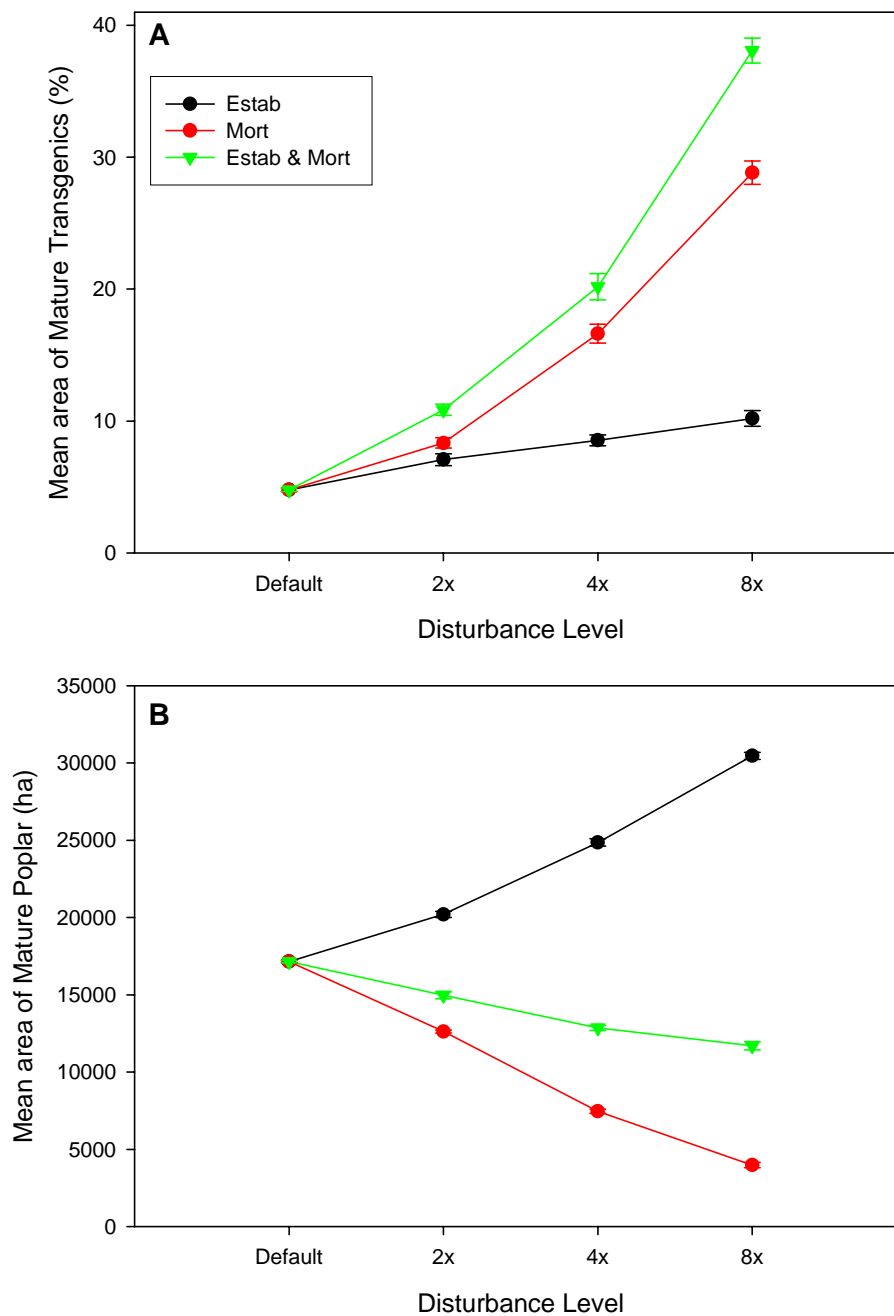 A
Estab
Mort
Estab & Mort
Mean area of Mature Transgenics (%)
40
30
20
10
0
Default 2x 4x 8x
Disturbance Level
B
Mean area of Mature Poplar (ha)
35000
30000
25000
20000
15000
10000
5000
0
Default 2x 4x 8x
Disturbance Level